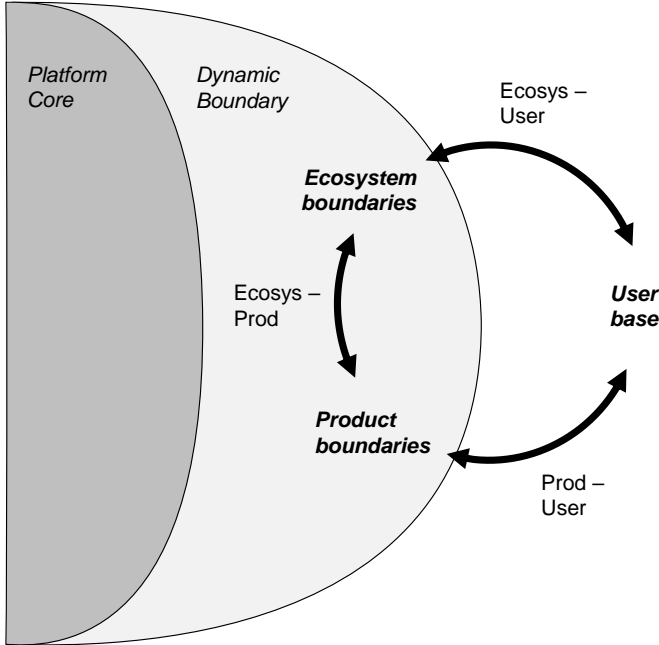 Platform
Core
Dynamic
Boundary
Ecosys –
User
Ecosystem
boundaries
Ecosys –
Prod
User
base
Product
boundaries
Prod –
User